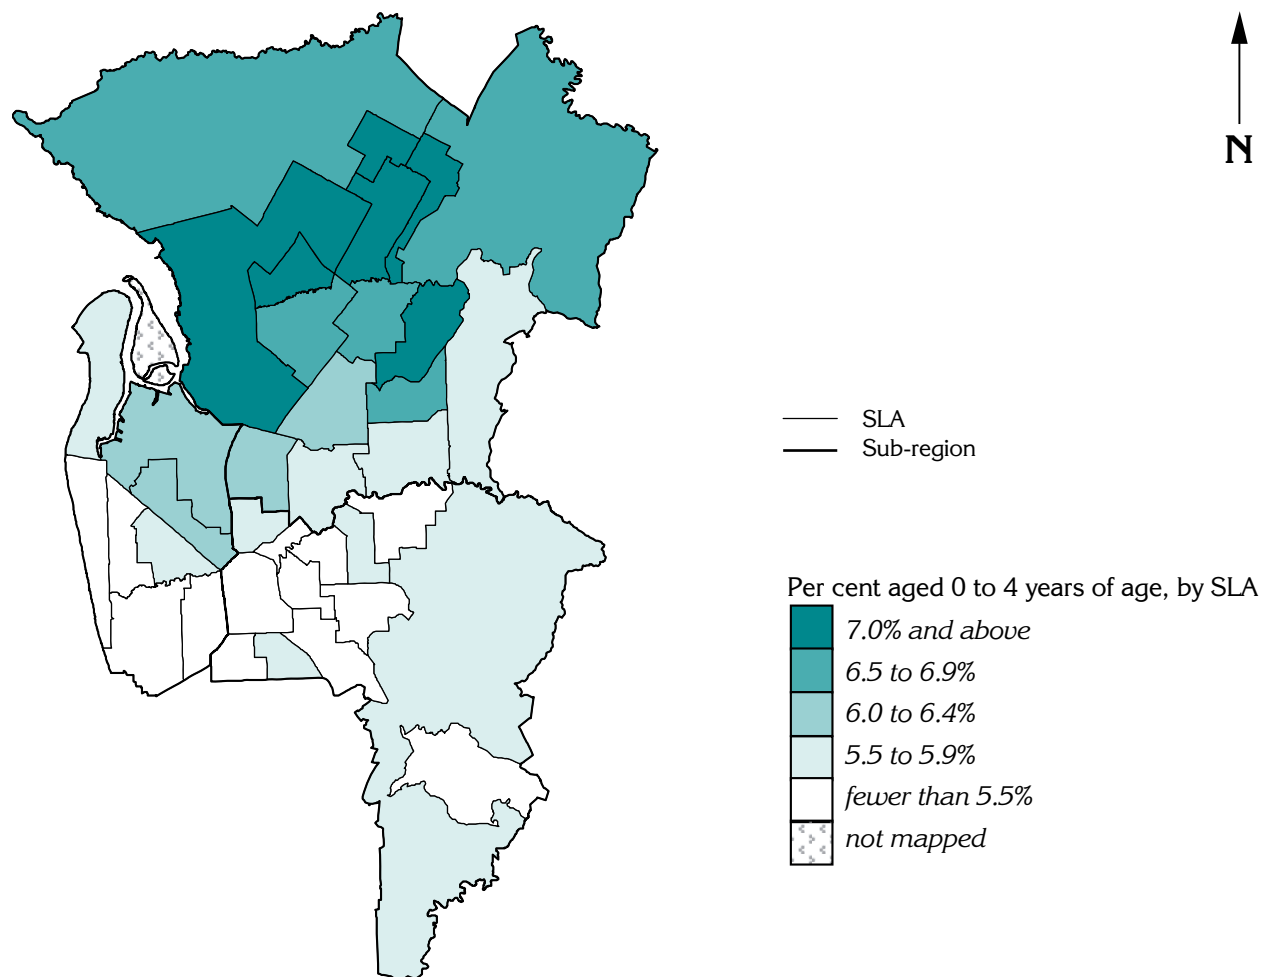 N
SLA
Sub-region
Per cent aged 0 to 4 years of age, by SLA
7.0% and above
6.5 to 6.9%
6.0 to 6.4%
5.5 to 5.9%
fewer than 5.5%
not mapped